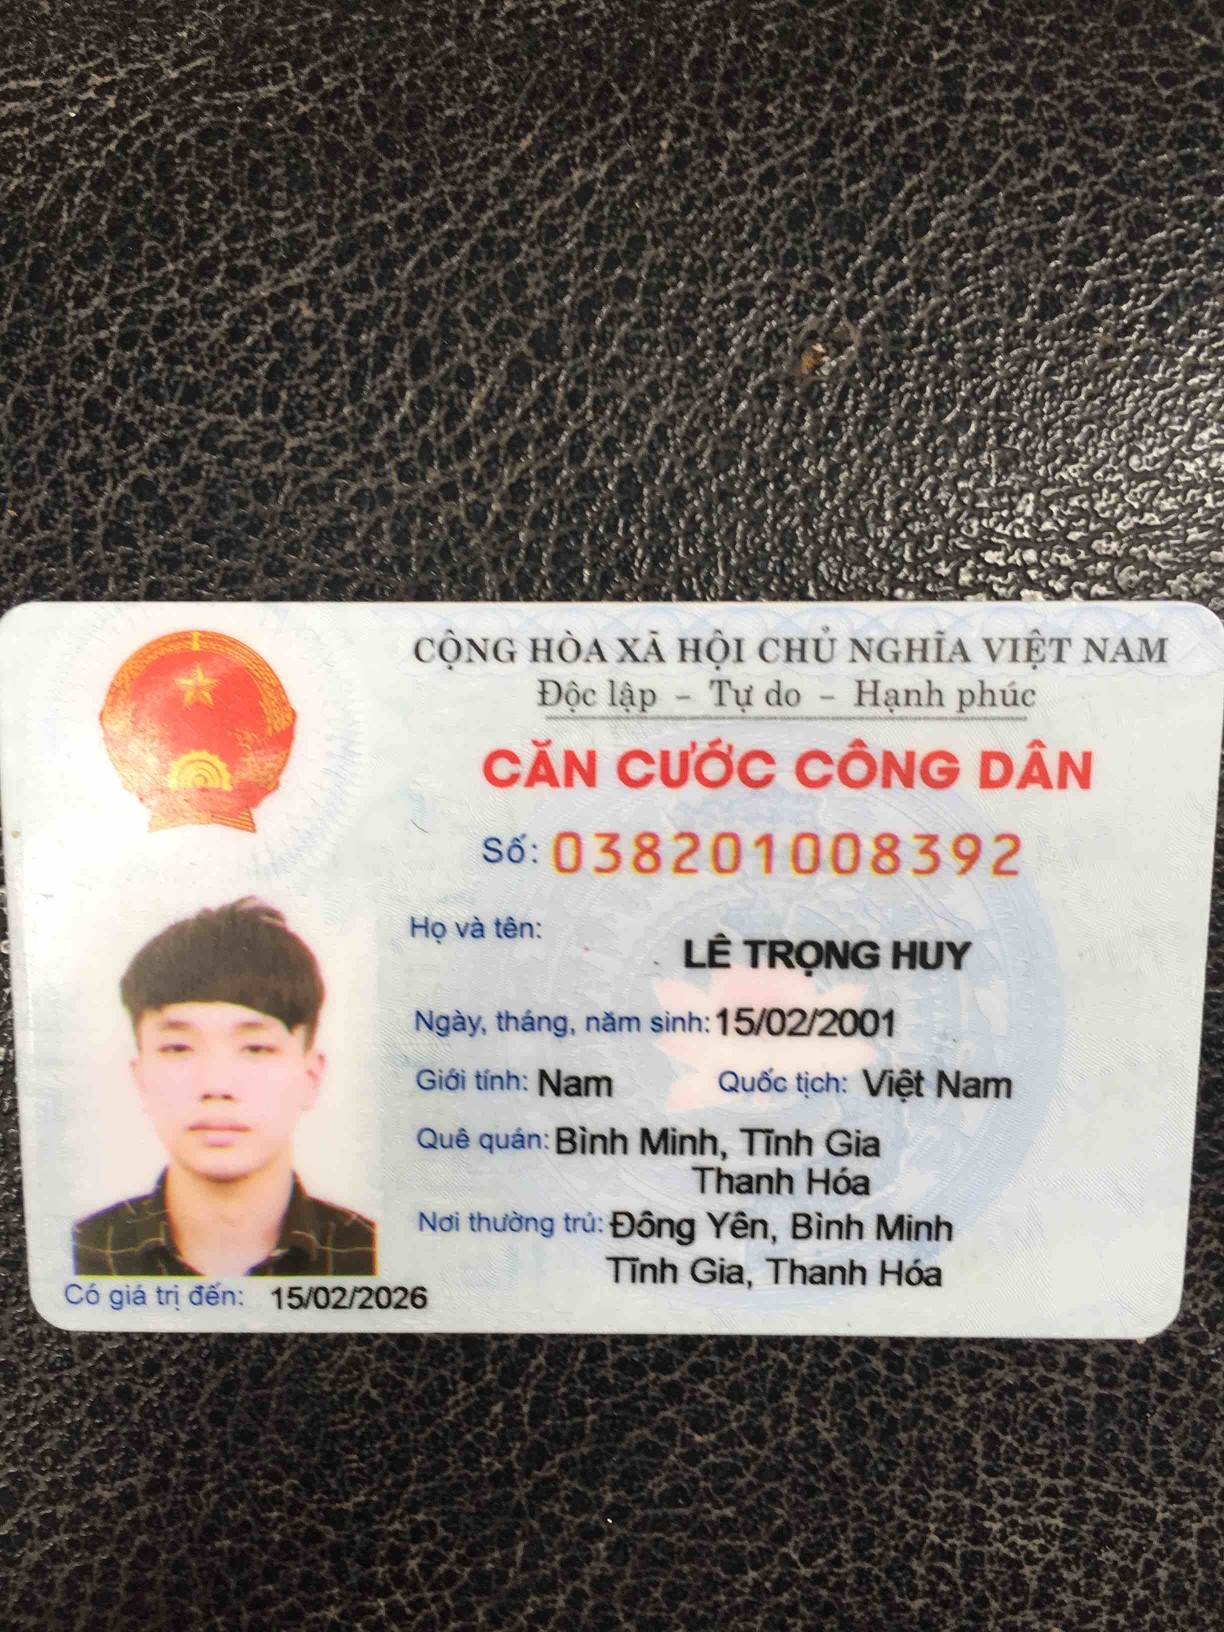 CỘNG HÒA XÃ HỘI CHỦ NGHĨA VIỆT NAM
Độc lập – Tự do – Hạnh phúc
CĂN CƯỚC CÔNG DÂN
Số: 038201008392
Họ và tên:
LÊ TRỌNG HUY
Ngày, tháng, năm sinh: 15/02/2001
Giới tính: Nam Quốc tịch: Việt Nam
Quê quán: Bình Minh, Tĩnh Gia
Thanh Hóa
Nơi thường trú: Đông Yên, Bình Minh
Tĩnh Gia, Thanh Hóa
Có giá trị đến: 15/02/2026